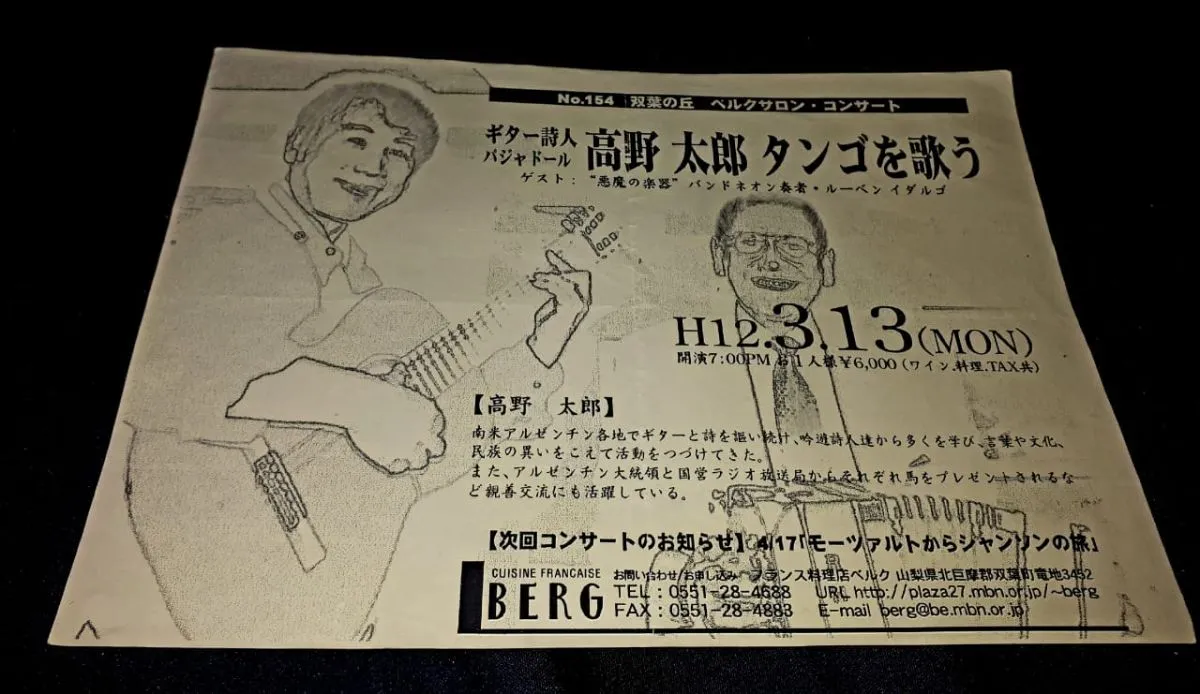 No.154 双葉の丘 ベルクサロン・コンサート
ギター詩人
パジャドール
高野 太郎 タンゴを歌う
ゲスト：“悪魔の楽器”バンドネオン奏者・ルーベン イダルゴ
H12.3.13(MON)
開演7:00PM お1人様¥6,000（ワイン.料理.TAX共）
【高野 太郎】
南米アルゼンチン各地でギターと詩を謳い続け、吟遊詩人達から多くを学び、言葉や文化、
民族の異いをこえて活動をつづけてきた。
また、アルゼンチン大統領と国営ラジオ放送局からそれぞれ馬をプレゼントされるな
ど親善交流にも活躍している。
【次回コンサートのお知らせ】4/17「モーツァルトからシャンソンの旅」
CUISINE FRANCAISE
BERG
お問い合わせ/お申し込み フランス料理店ベルク 山梨県北巨摩郡双葉町竜地3452
TEL：0551-28-4688 URL http://plaza27.mbn.or.jp/~berg
FAX：0551-28-4883 E-mail berg@be.mbn.or.jp